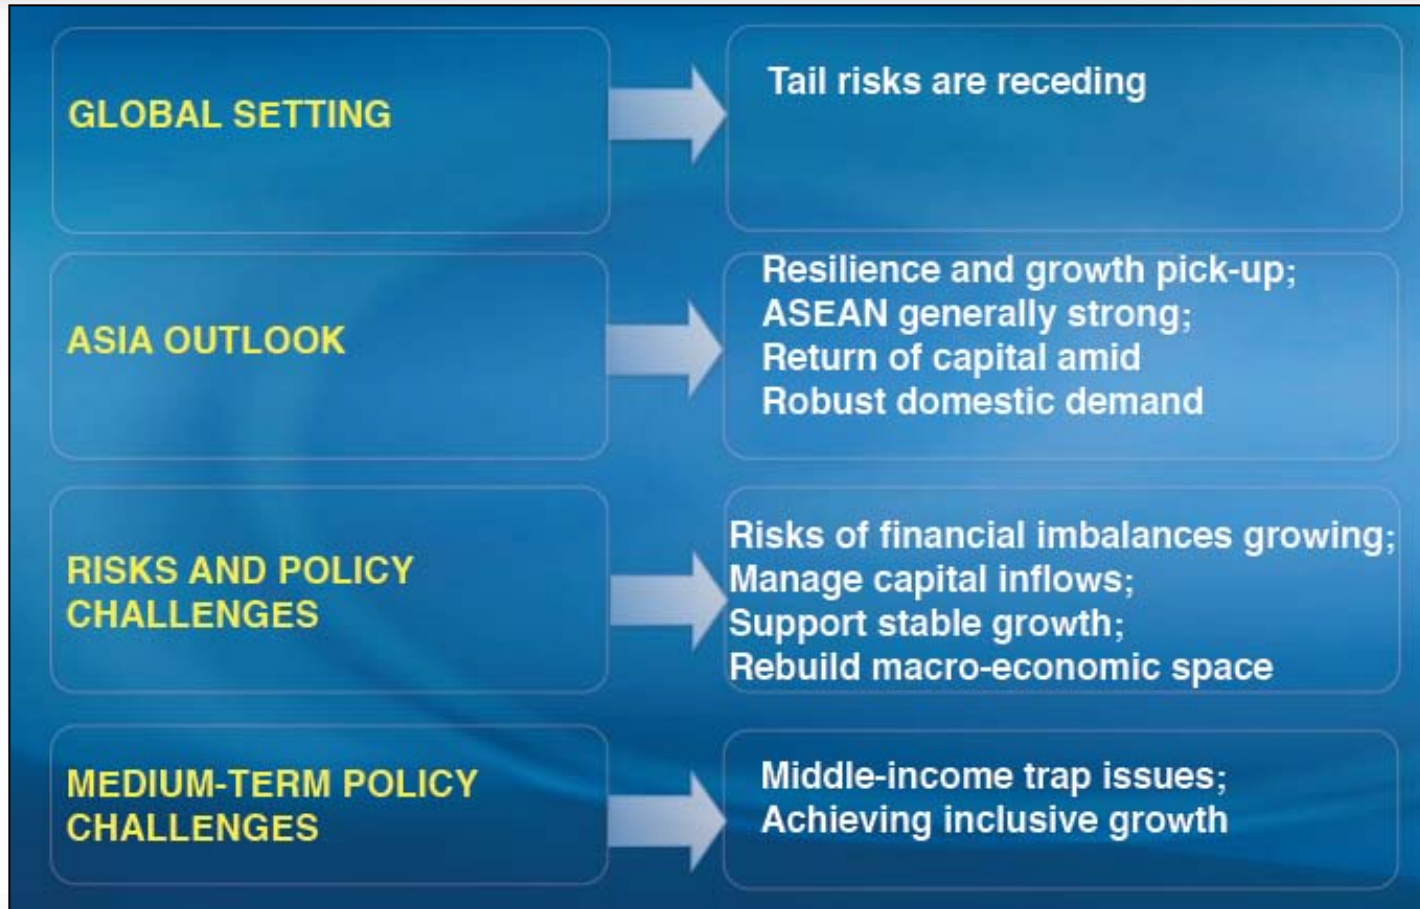 GLOBAL SETTING
Tail risks are receding
ASIA OUTLOOK
Resilience and growth pick-up;
ASEAN generally strong;
Return of capital amid
Robust domestic demand
RISKS AND POLICY
CHALLENGES
Risks of financial imbalances growing;
Manage capital inflows;
Support stable growth;
Rebuild macro-economic space
MEDIUM-TERM POLICY
CHALLENGES
Middle-income trap issues;
Achieving inclusive growth